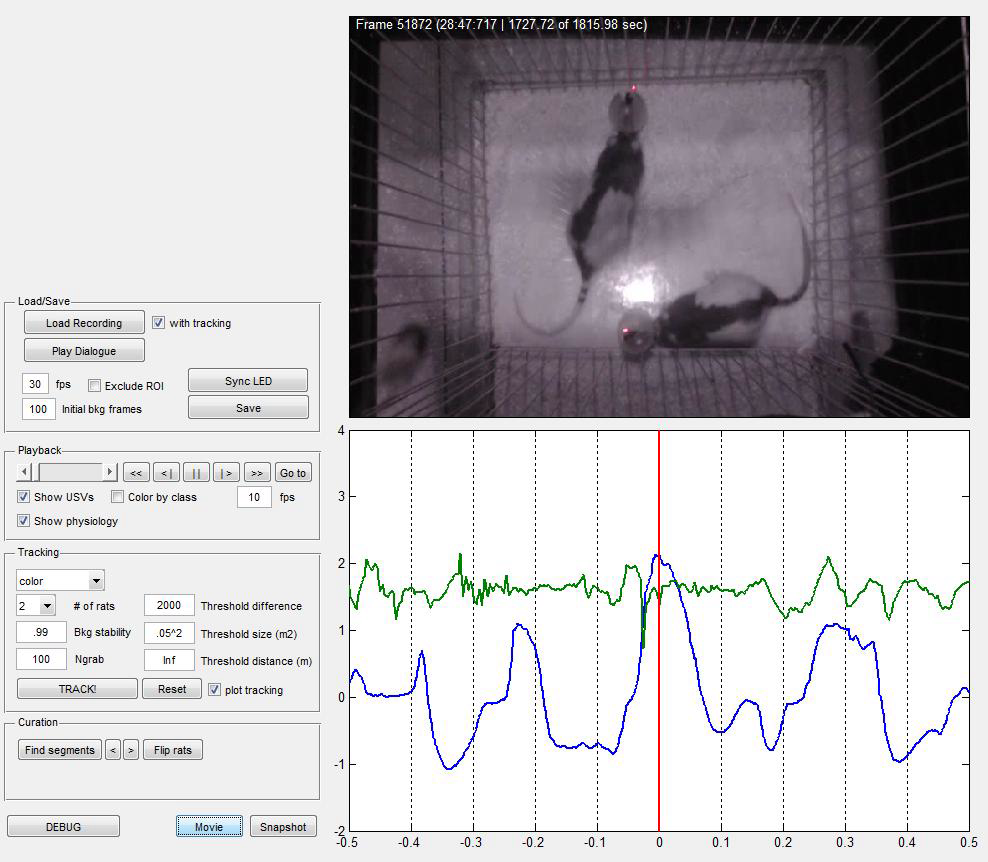 Frame 51872 (28:47:717 | 1727.72 of 1815.98 sec)
Load/Save
Load Recording
with tracking
Play Dialogue
30 fps
Exclude ROI
Sync LED
100 Initial bkg frames
Save
Playback
<< <| || |> >> Go to
Show USVs
Color by class
10 fps
Show physiology
Tracking
color
2 # of rats
2000 Threshold difference
.99 Bkg stability
.05^2 Threshold size (m2)
100 Ngrab
Inf Threshold distance (m)
TRACK!
Reset
plot tracking
Curation
Find segments < > Flip rats
DEBUG
Movie
Snapshot
4
3
2
1
0
-1
-2
-0.5 -0.4 -0.3 -0.2 -0.1 0 0.1 0.2 0.3 0.4 0.5